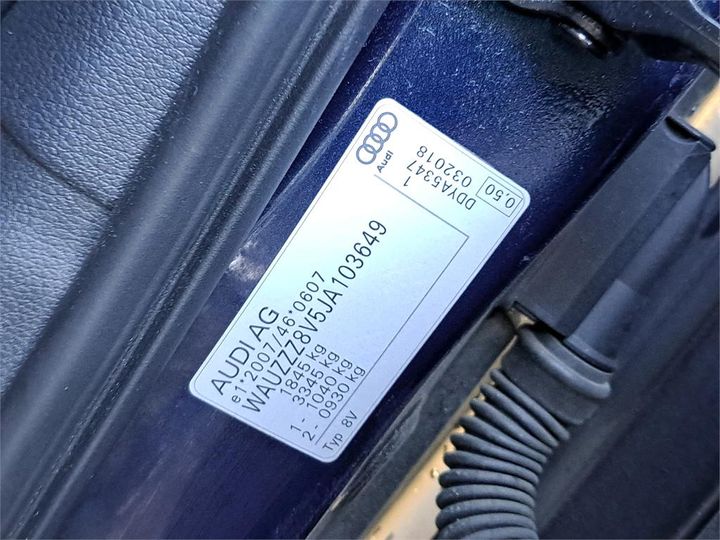 AUDI AG
e1*2007/46*0607
WAUZZZ8V5JA103649
1845 kg
3345 kg
1- 1040 kg
2- 0930 kg
Typ 8V
Audi
1
DDYA5347
032018
0,50